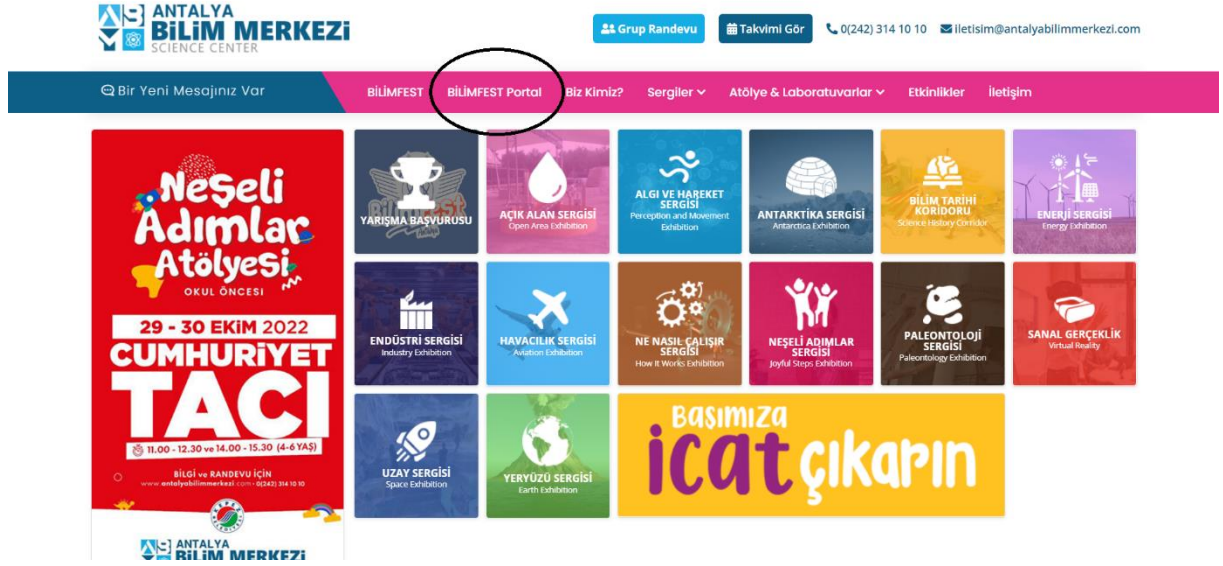 ANTALYA
BİLİM MERKEZİ
SCIENCE CENTER
Grup Randevu
Takvimi Gör
0(242) 314 10 10
iletisim@antalyabilimmerkezi.com
Bir Yeni Mesajınız Var
BİLİMFEST
BİLİMFEST Portal
Biz Kimiz?
Sergiler
Atölye & Laboratuvarlar
Etkinlikler
İletişim
Neşeli
Adımlar
Atölyesi
OKUL ÖNCESI
29 - 30 EKİM 2022
CUMHURİYET
TACI
11.00 - 12.30 ve 14.00 - 15.30 (4-6 YAŞ)
BİLGİ ve RANDEVU İÇİN
www.antalyabilimmerkezi.com - 0(242) 314 10 10
ANTALYA
BİLİM MERKEZİ
YARIŞMA BAŞVURUSU
AÇIK ALAN SERGİSİ
Open Area Exhibition
ALGI VE HAREKET
SERGİSİ
Perception and Movement
Exhibition
ANTARKTİKA SERGİSİ
Antarctica Exhibition
BİLİM TARİHİ
KORİDORU
Science History Corridor
ENERJİ SERGİSİ
Energy Exhibition
ENDÜSTRİ SERGİSİ
Industry Exhibition
HAVACILIK SERGİSİ
Aviation Exhibition
NE NASIL ÇALIŞIR
SERGİSİ
How It Works Exhibition
NEŞELİ ADIMLAR
SERGİSİ
Joyful Steps Exhibition
PALEONTOLOJİ
SERGİSİ
Paleontology Exhibition
SANAL GERÇEKLİK
Virtual Reality
UZAY SERGİSİ
Space Exhibition
YERYÜZÜ SERGİSİ
Earth Exhibition
BAŞIMIZA
icat çıkarın